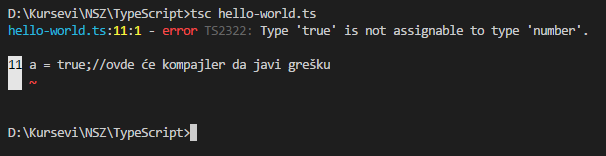 D:\Kursevi\NSZ\TypeScript>tsc hello-world.ts
hello-world.ts:11:1 - error TS2322: Type 'true' is not assignable to type 'number'.
11 a = true;//ovde će kompajler da javi grešku
~
D:\Kursevi\NSZ\TypeScript>